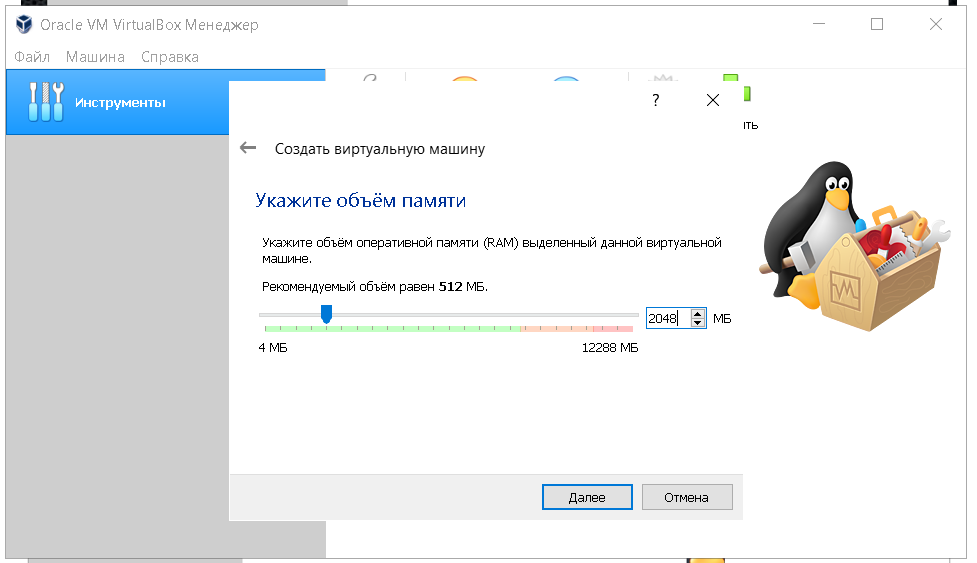 Oracle VM VirtualBox Менеджер
Файл Машина Справка
Инструменты
?
ить
Создать виртуальную машину
Укажите объём памяти
Укажите объём оперативной памяти (RAM) выделенный данной виртуальной
машине.
Рекомендуемый объём равен 512 МБ.
2048 МБ
4 МБ 12288 МБ
Далее Отмена